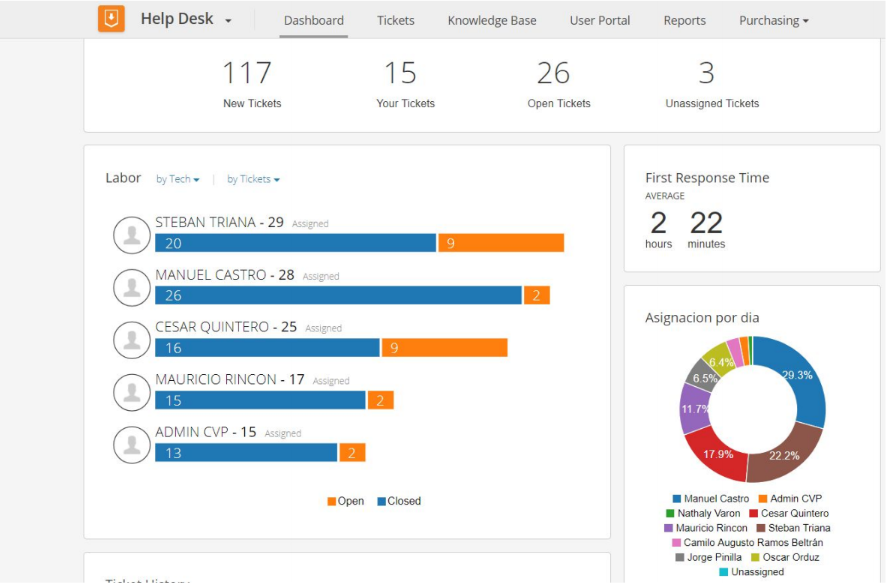 Help Desk Dashboard Tickets Knowledge Base User Portal Reports Purchasing
117 15 26 3
New Tickets Your Tickets Open Tickets Unassigned Tickets
Labor by Tech by Tickets
STEBAN TRIANA - 29 Assigned
20 9
MANUEL CASTRO - 28 Assigned
26 2
CESAR QUINTERO - 25 Assigned
16 9
MAURICIO RINCON - 17 Assigned
15 2
ADMIN CVP - 15 Assigned
13 2
Open Closed
First Response Time
AVERAGE
2 22
hours minutes
Asignacion por dia
6.4%
29.3%
6.5%
11.7%
17.9%
22.2%
Manuel Castro Admin CVP
Nathaly Varon Cesar Quintero
Mauricio Rincon Steban Triana
Camilo Augusto Ramos Beltrán
Jorge Pinilla Oscar Orduz
Unassigned
Ticket History